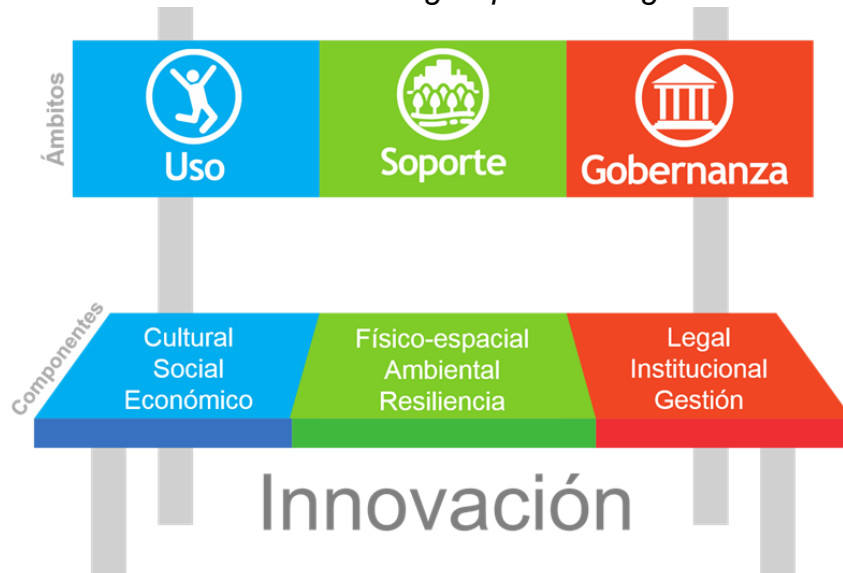 Ámbitos
Uso
Soporte
Gobernanza
Componentes
Cultural
Social
Económico
Físico-espacial
Ambiental
Resiliencia
Legal
Institucional
Gestión
Innovación